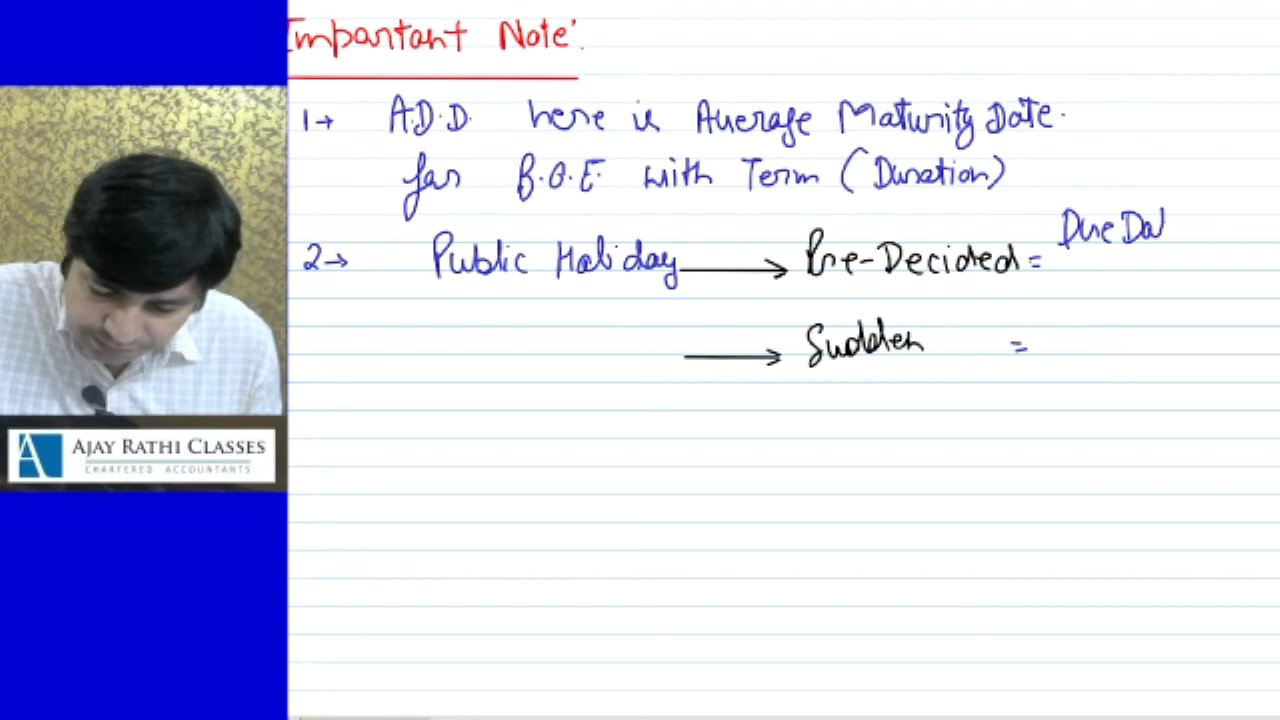 Important Note:
1→ A.D.D. here is Average Maturity Date.
for B.O.E. with Term (Duration)
2→ Public Holiday → Pre-Decided = Due Dat
→ Sudden =
AJAY RATHI CLASSES
CHARTERED ACCOUNTANTS